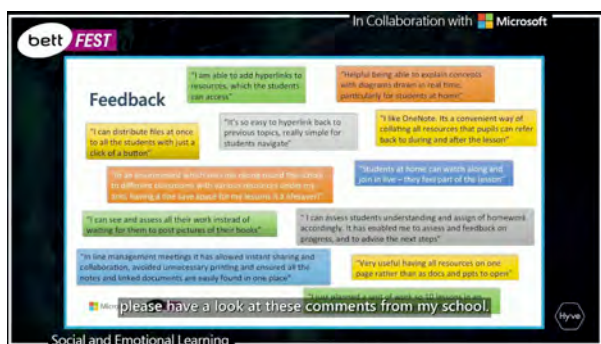 In Collaboration with Microsoft
bett FEST
Feedback
"I am able to add hyperlinks to
resources, which the students
can access"
"Helpful being able to explain concepts
with diagrams drawn in real time,
particularly for students at home"
"I can distribute files at once
to all the students with just a
click of a button"
"It's so easy to hyperlink back to
previous topics, really simple for
students navigate"
"I like OneNote. Its a convenient way of
collating all resources that pupils can refer
back to during and after the lesson"
"Students at home can watch along and
join in live – they feel part of the lesson"
"I can see and assess all their work instead of
waiting for them to post pictures of their books"
"I can assess students understanding and assign of homework
accordingly. It has enabled me to assess and feedback on
progress, and to advise the next steps"
"In line management meetings it has allowed instant sharing and
collaboration, avoided unnecessary printing and ensured all the
notes and linked documents are easily found in one place"
"Very useful having all resources on one
page rather than as docs and ppts to open"
please have a look at these comments from my school.
Hyve
Social and Emotional Learning